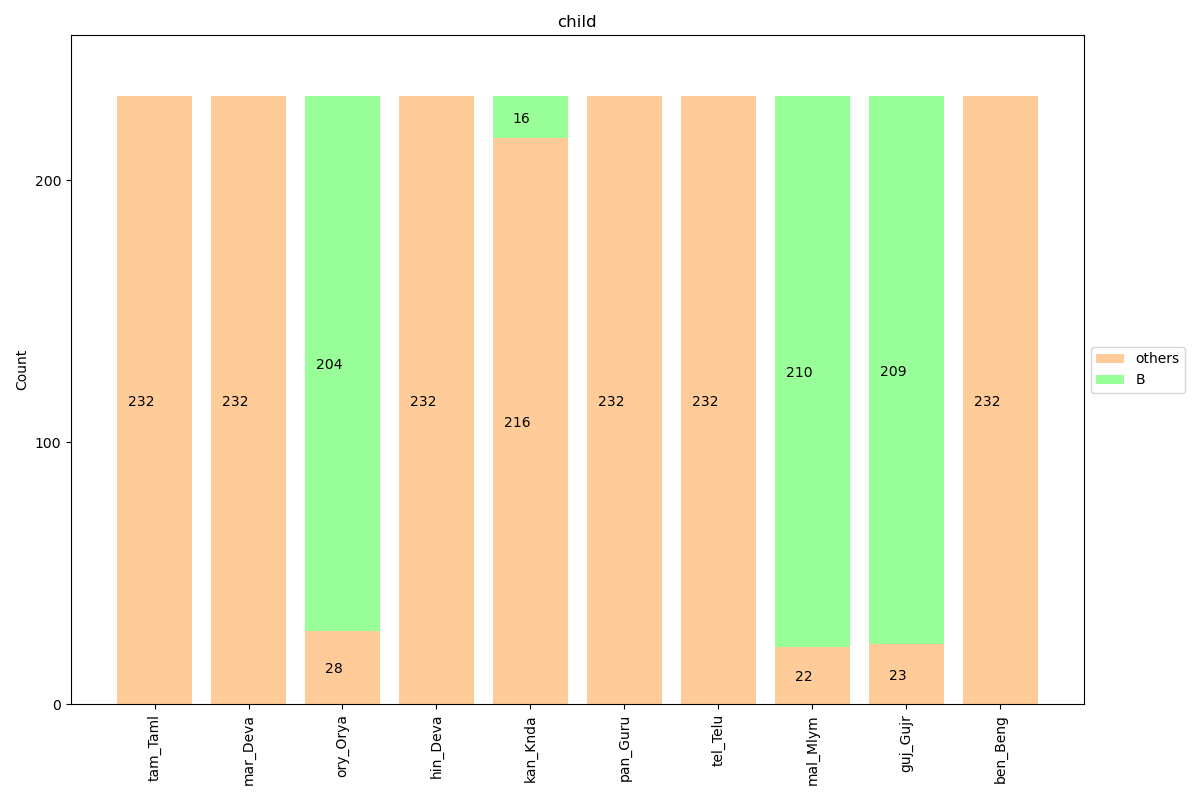 child
Count
200
100
0
16
204
210
209
232
232
232
216
232
232
232
28
22
23
tam_Taml
mar_Deva
ory_Orya
hin_Deva
kan_Knda
pan_Guru
tel_Telu
mal_Mlym
guj_Gujr
ben_Beng
others
B